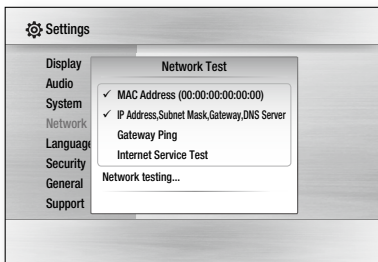 Settings
Display
Audio
System
Network
Language
Security
General
Support
Network Test
✓ MAC Address (00:00:00:00:00:00)
✓ IP Address,Subnet Mask,Gateway,DNS Server
Gateway Ping
Internet Service Test
Network testing...